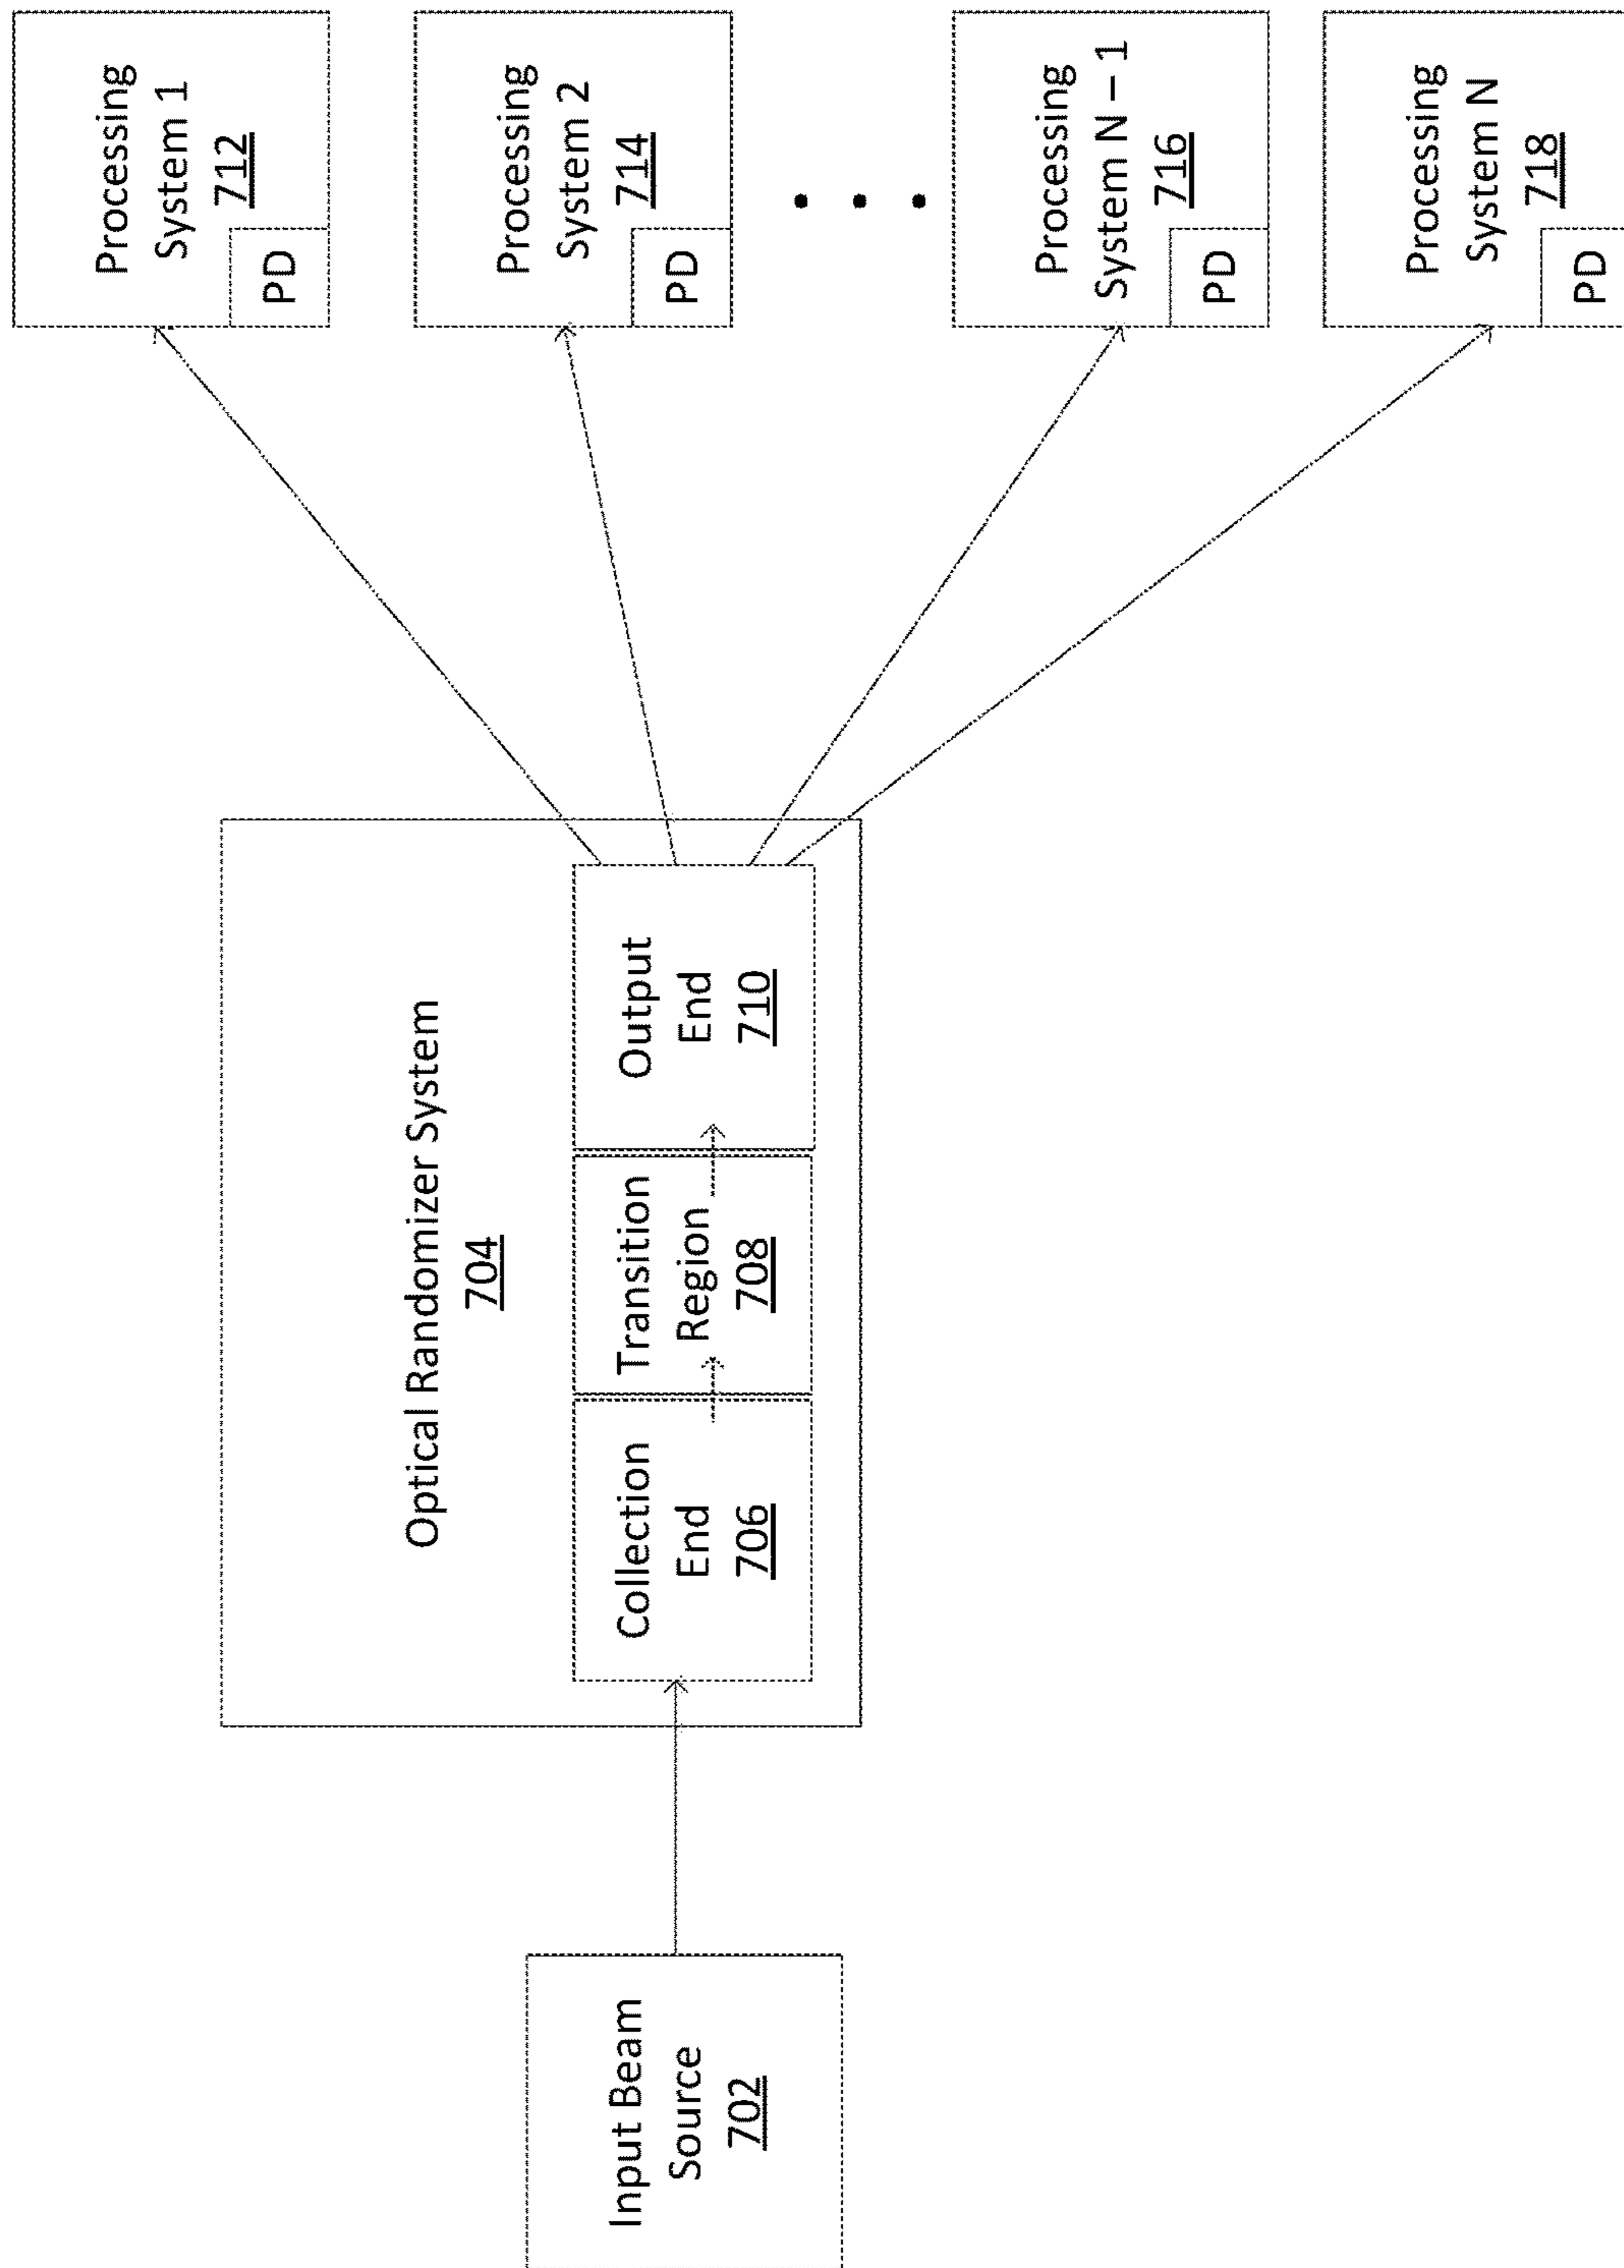 Input Beam
Source
702
Optical Randomizer System
704
Collection
End
706
Transition
Region
708
Output
End
710
Processing
System 1
712
PD
Processing
System 2
714
PD
Processing
System N – 1
716
PD
Processing
System N
718
PD